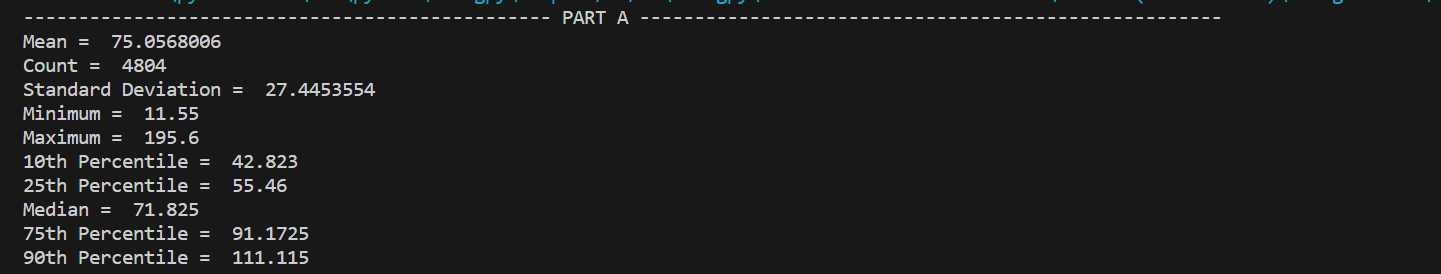 ------------------------------------------------ PART A -----------------------------------------------------
Mean =  75.0568006
Count =  4804
Standard Deviation =  27.4453554
Minimum =  11.55
Maximum =  195.6
10th Percentile =  42.823
25th Percentile =  55.46
Median =  71.825
75th Percentile =  91.1725
90th Percentile =  111.115